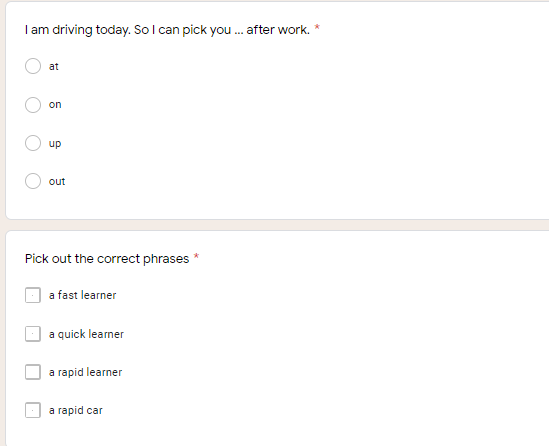 I am driving today. So I can pick you ... after work. *
at
on
up
out
Pick out the correct phrases *
a fast learner
a quick learner
a rapid learner
a rapid car